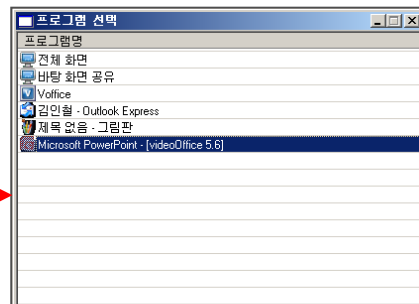 프로그램 선택
프로그램명
전체 화면
바탕 화면 공유
Voffice
김인철 - Outlook Express
제목 없음 - 그림판
Microsoft PowerPoint - [videoOffice 5.6]